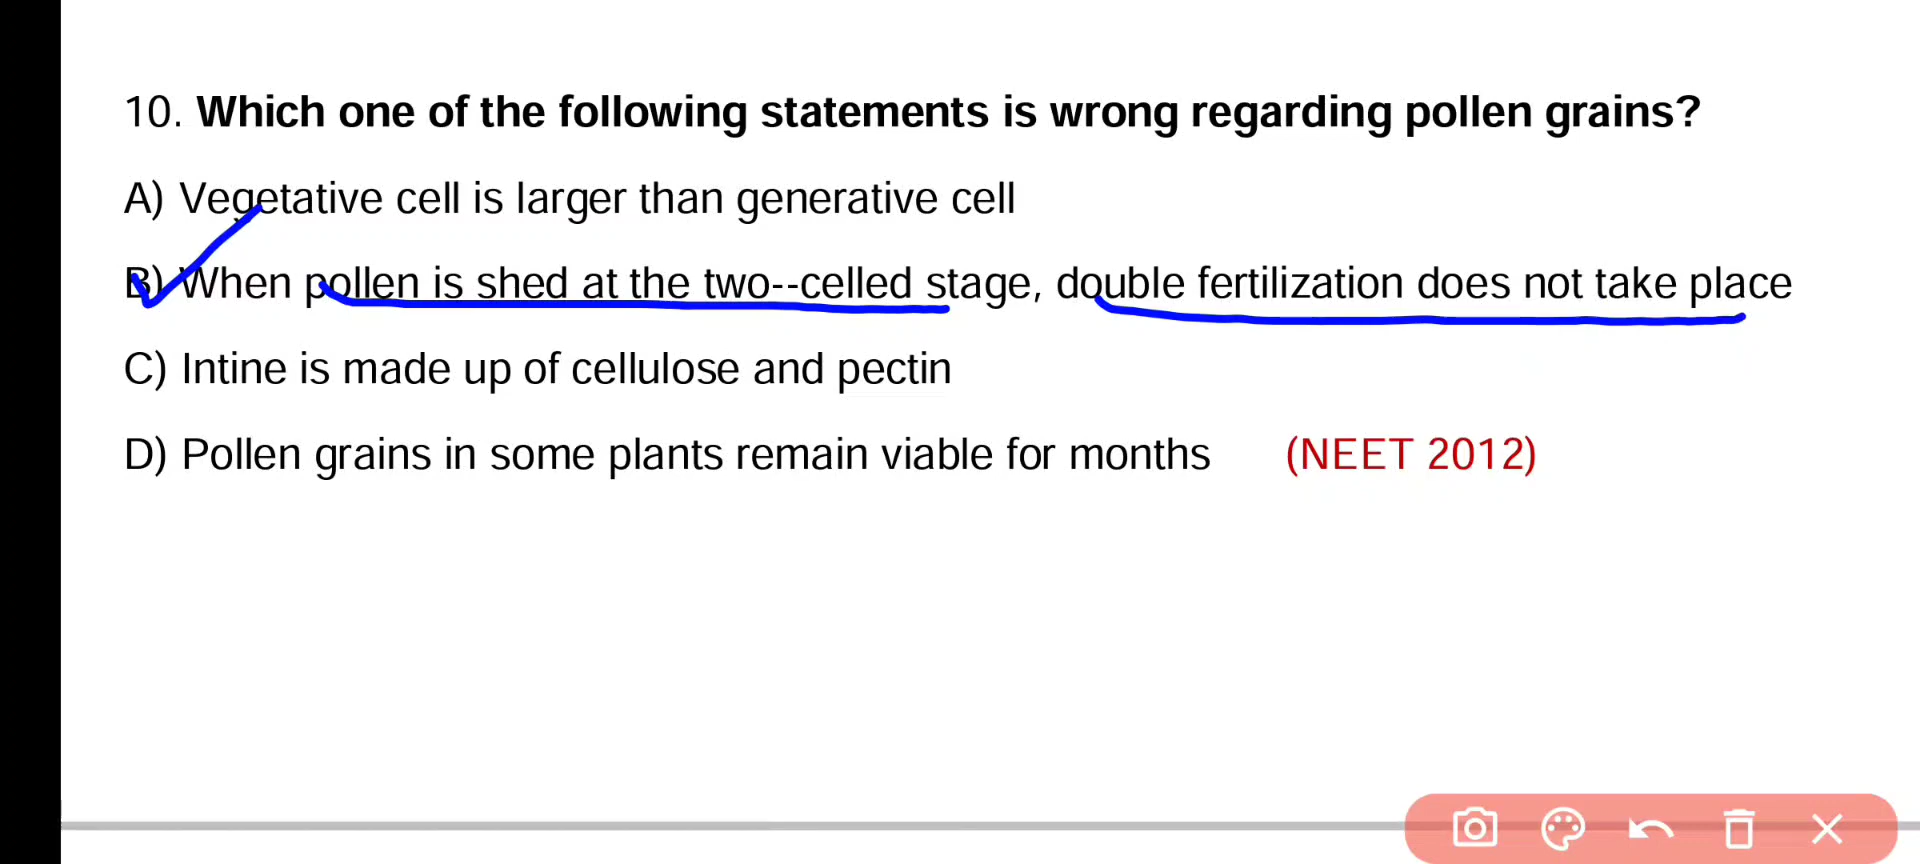 10. Which one of the following statements is wrong regarding pollen grains?
A) Vegetative cell is larger than generative cell
B) When pollen is shed at the two--celled stage, double fertilization does not take place
C) Intine is made up of cellulose and pectin
D) Pollen grains in some plants remain viable for months (NEET 2012)